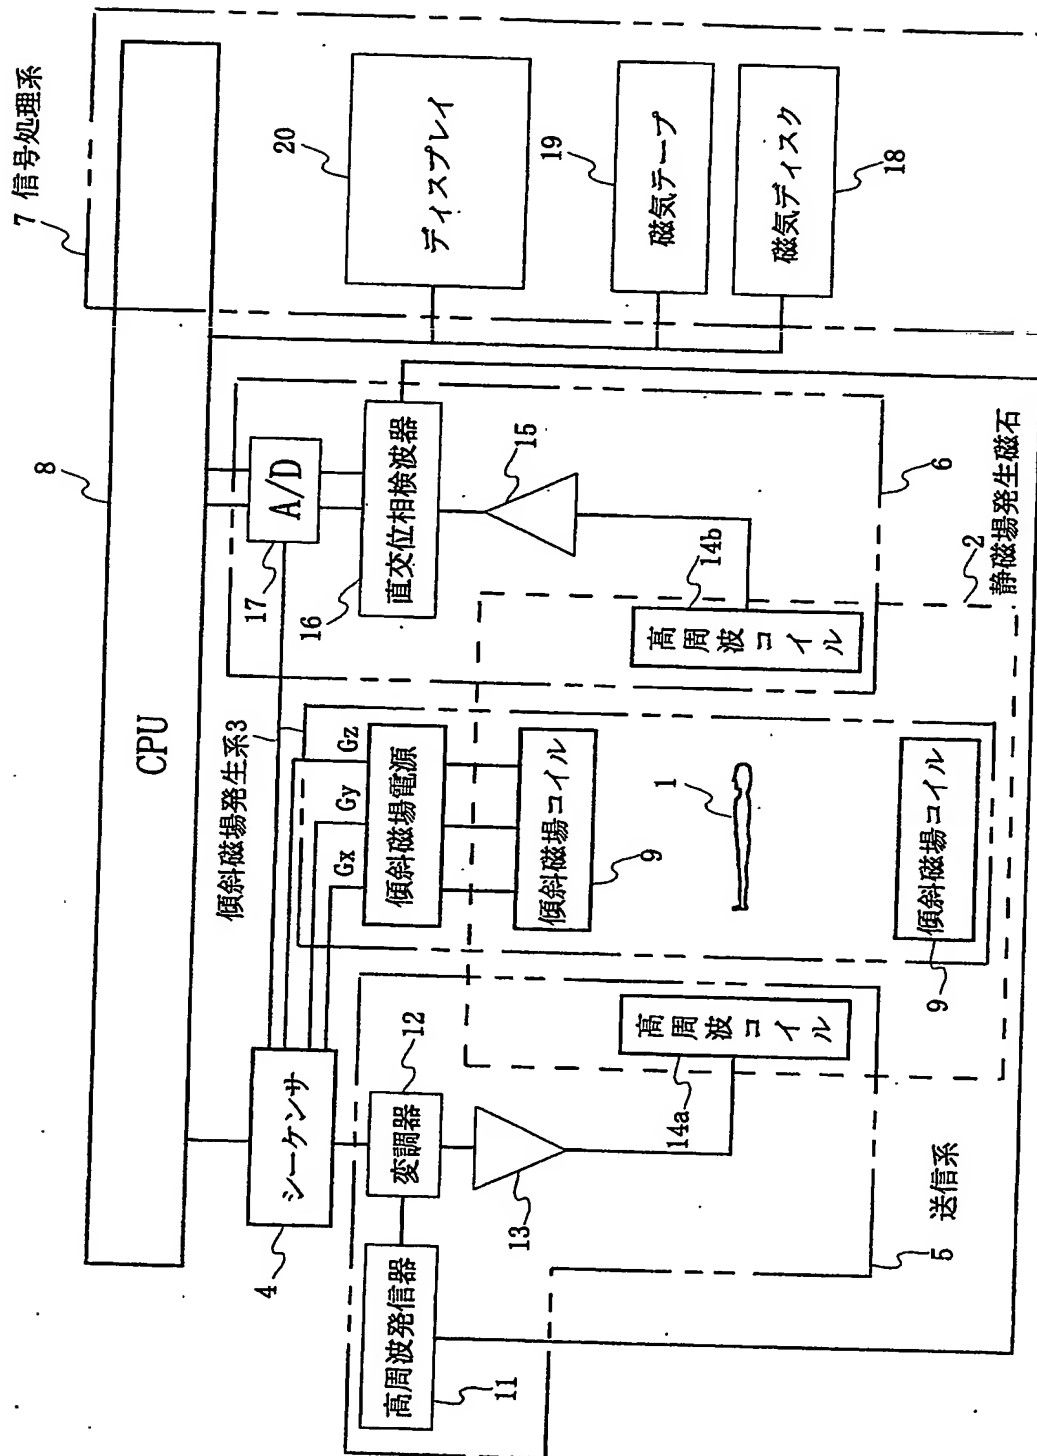 7 信号処理系
8
CPU
20
ディスプレイ
19
磁気テープ
磁気ディスク
18
A/D
17
直交位相検波器
16
15
6
14b
高周波コイル
2
静磁場発生磁石
傾斜磁場発生系3
Gx
Gy
Gz
傾斜磁場電源
傾斜磁場コイル
9
1
傾斜磁場コイル
9
シーケンサ
4
変調器
12
13
高周波コイル
14a
高周波発信器
11
5
送信系